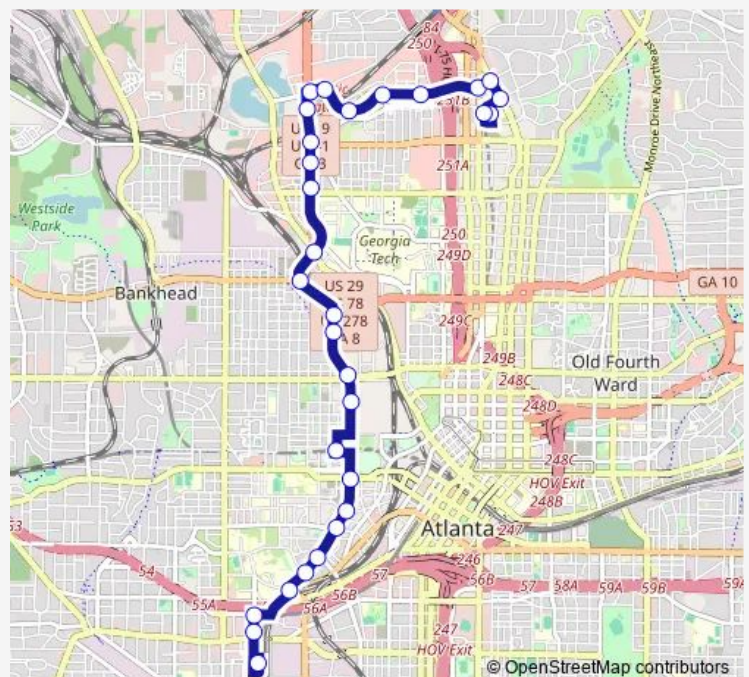 84
250
I-75 H
251B
Monroe Drive Northeast
251A
Westside
Park
Georgia
Tech
250
249D
Bankhead
US 29
78
278
A 8
GA 10
249C
249B
248C
Old Fourth
Ward
248D
248C
HOV Exit
248B
Atlanta
247
53
54
55A
56A
56B
57
246
56B
57
58A
59A
59B
59A
247
HOV Exit
© OpenStreetMap contributors